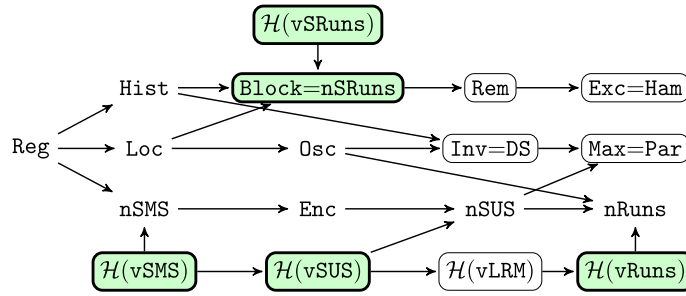 𝓗(vSRuns)
Hist Block=nSRuns Rem Exc=Ham
Reg Loc Osc Inv=DS Max=Par
nSMS Enc nSUS nRuns
𝓗(vSMS) 𝓗(vSUS) 𝓗(vLRM) 𝓗(vRuns)